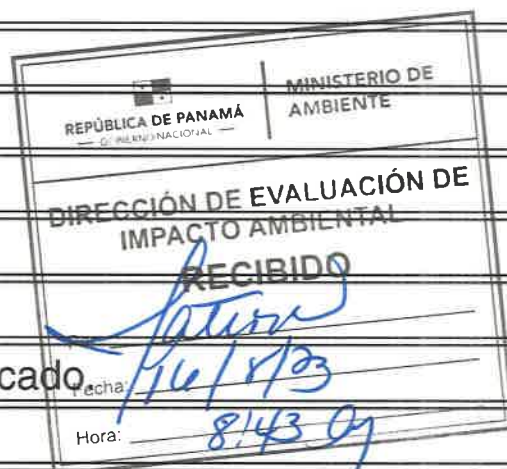 REPÚBLICA DE PANAMÁ
— GOBIERNO NACIONAL —
MINISTERIO DE
AMBIENTE
DIRECCIÓN DE EVALUACIÓN DE
IMPACTO AMBIENTAL
RECIBIDO
cado.
Fecha: 16/8/23
Hora: 8:43